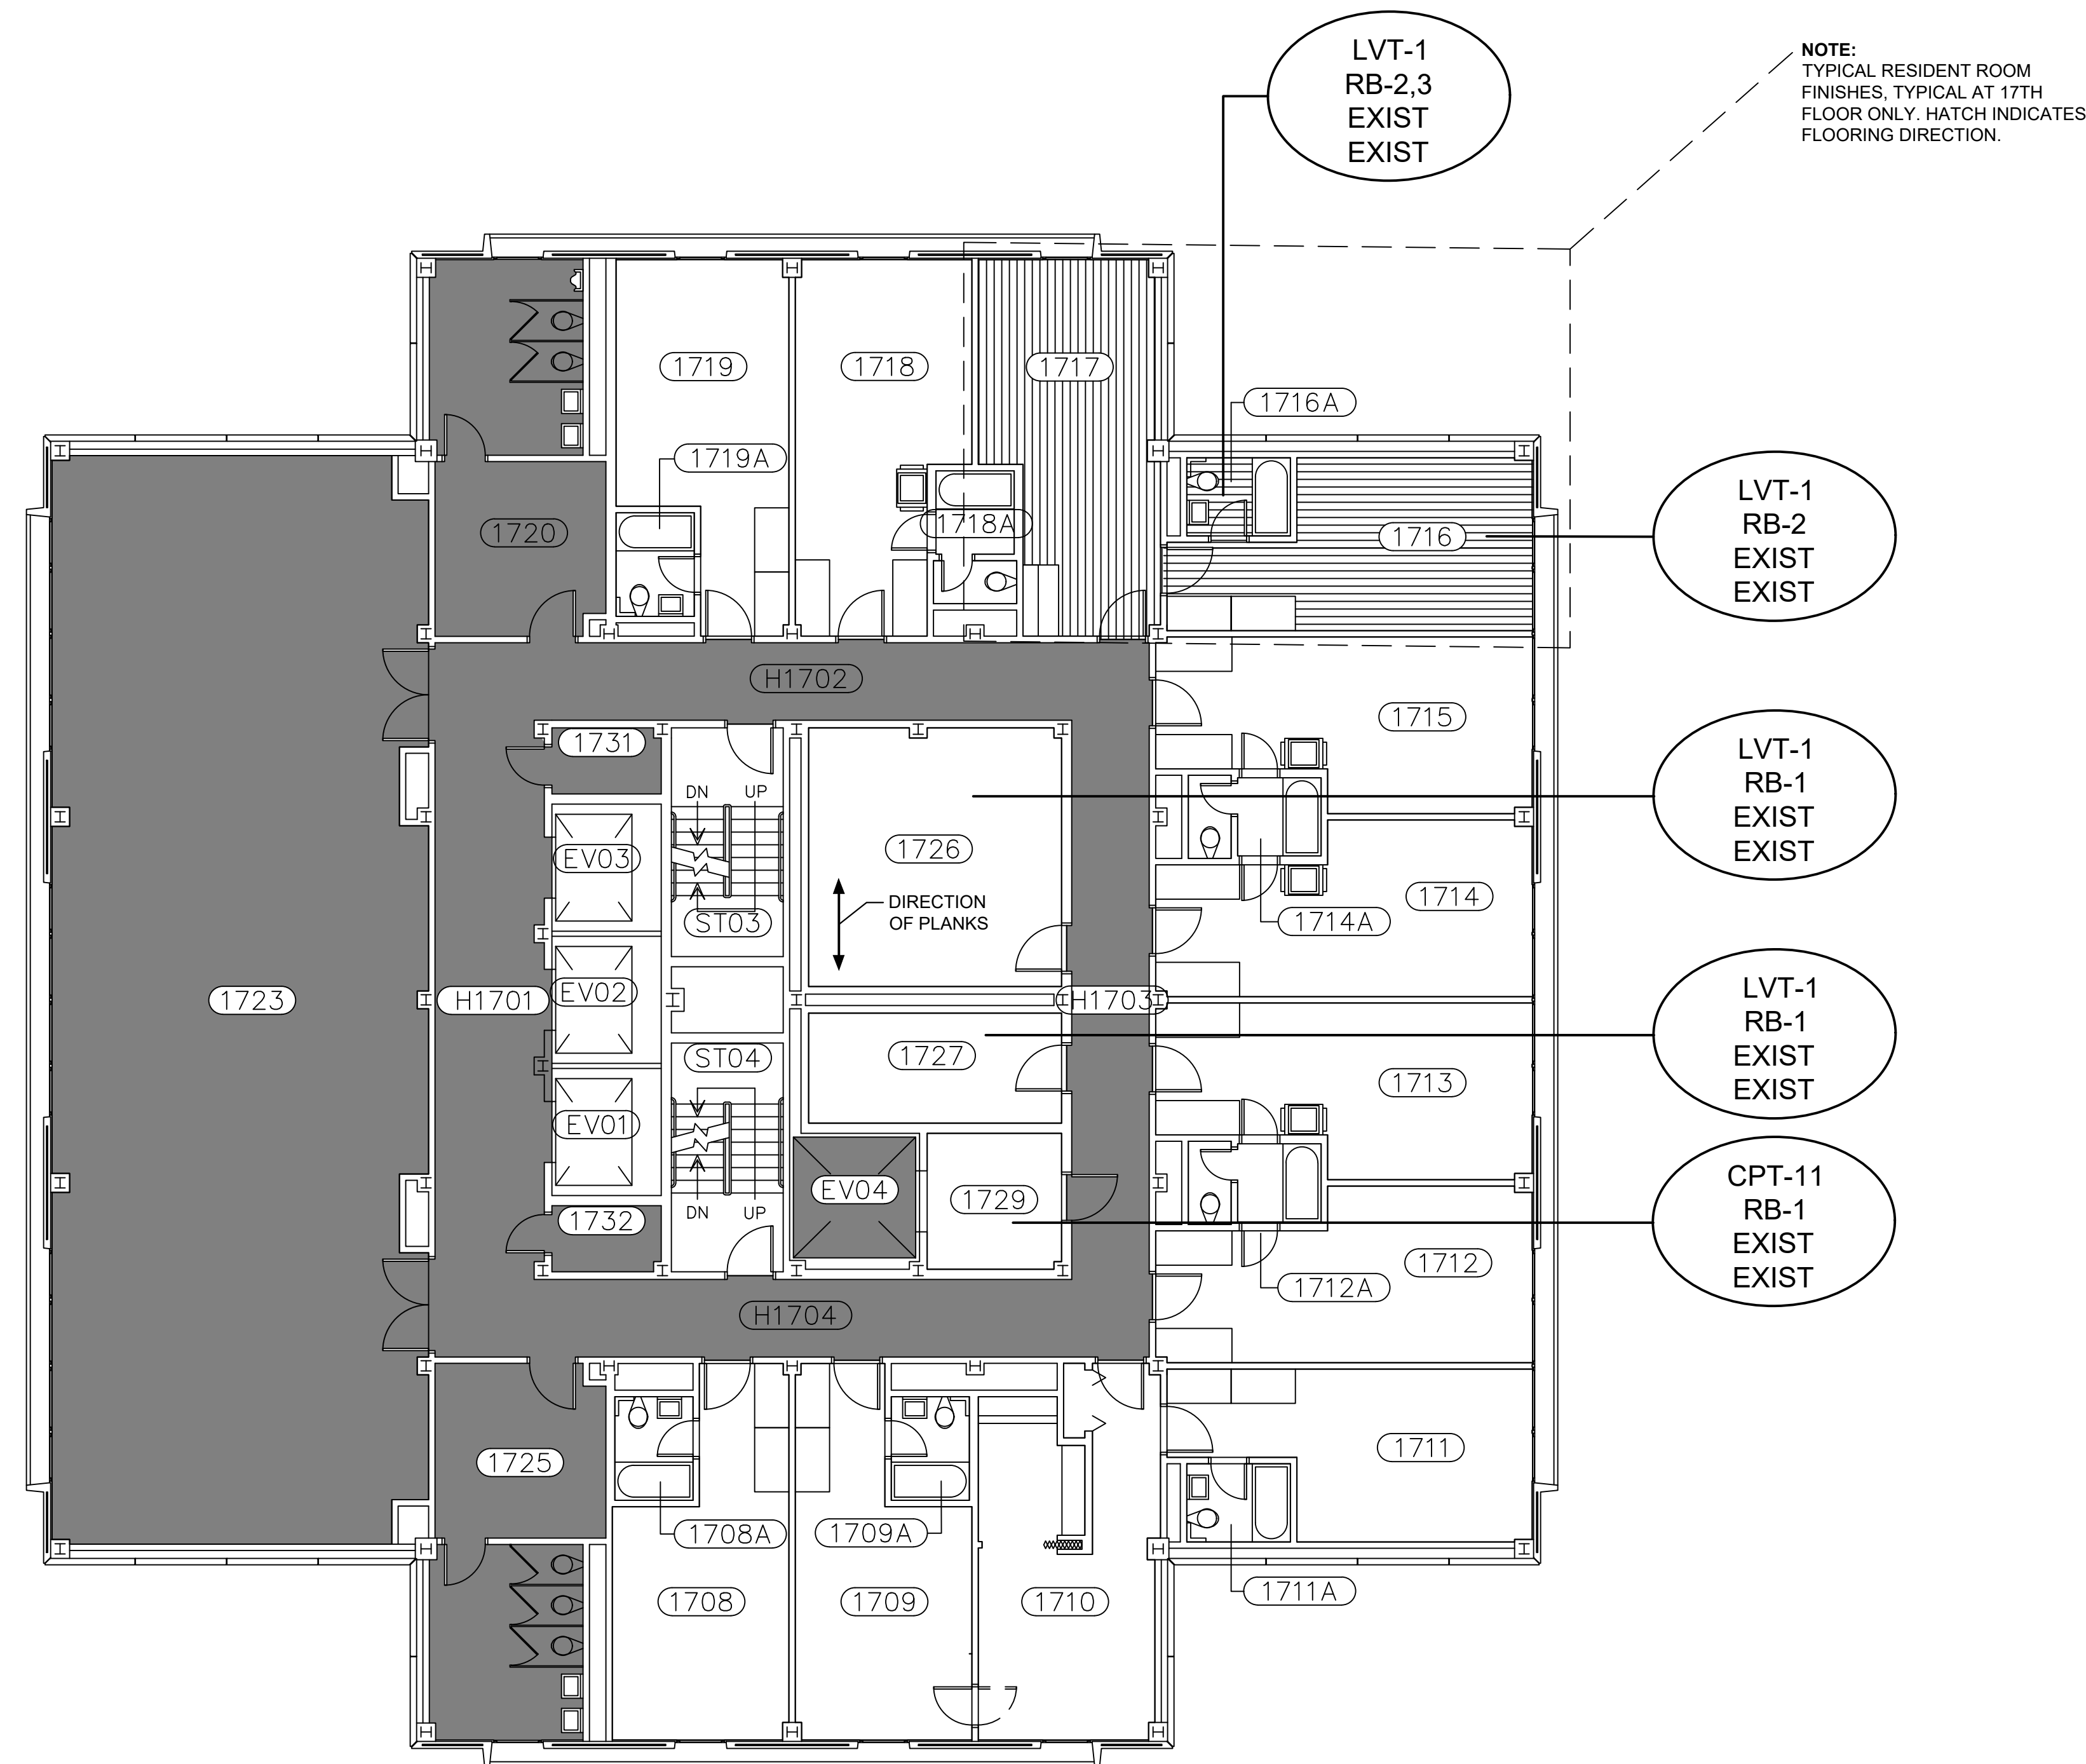 LVT-1
RB-2,3
EXIST
EXIST
NOTE:
TYPICAL RESIDENT ROOM
FINISHES, TYPICAL AT 17TH
FLOOR ONLY. HATCH INDICATES
FLOORING DIRECTION.
1719
1718
1717
1716A
1719A
1718A
1720
1716
LVT-1
RB-2
EXIST
EXIST
H1702
1715
1731
DN
UP
LVT-1
RB-1
EXIST
EXIST
EV03
1726
1714
DIRECTION
OF PLANKS
ST03
1714A
1723
H1701
EV02
H1703
LVT-1
RB-1
EXIST
EXIST
ST04
1727
1713
EV01
EV04
1729
CPT-11
RB-1
EXIST
EXIST
1732
DN
UP
1712
1712A
H1704
1725
1711
1708A
1709A
1711A
1708
1709
1710